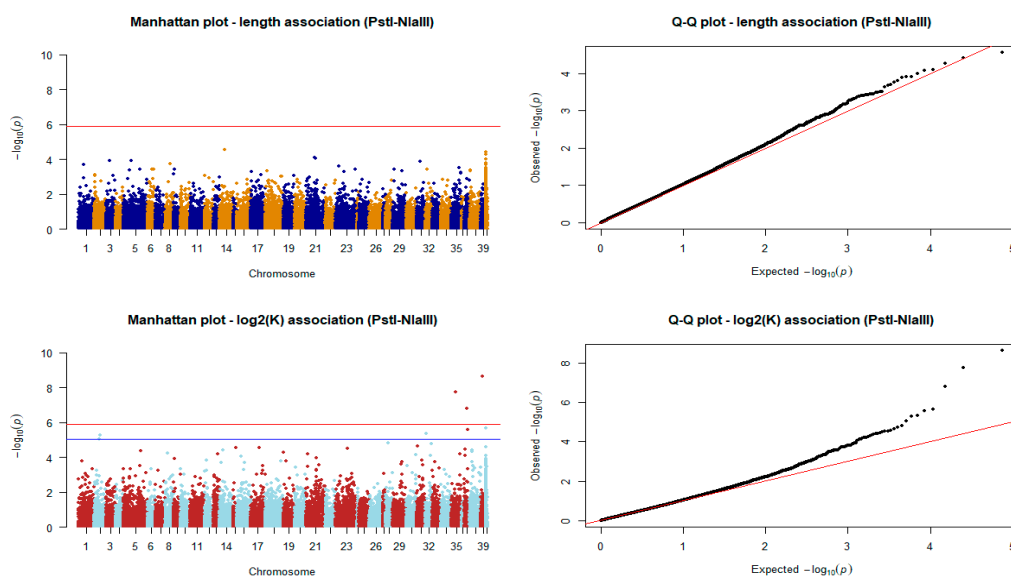 Manhattan plot - length association (PstI-NlaIII)
10
8
6
4
2
0
−log10(p)
1 3 4 6 8 11 14 17 19 21 23 26 29 32 35 39
Chromosome
Q-Q plot - length association (PstI-NlaIII)
4
3
2
1
0
Observed −log10(p)
0 1 2 3 4 5
Expected −log10(p)
Manhattan plot - log2(K) association (PstI-NlaIII)
10
8
6
4
2
0
−log10(p)
1 3 4 6 8 11 14 17 19 21 23 26 29 32 35 39
Chromosome
Q-Q plot - log2(K) association (PstI-NlaIII)
8
6
4
2
0
Observed −log10(p)
0 1 2 3 4 5
Expected −log10(p)